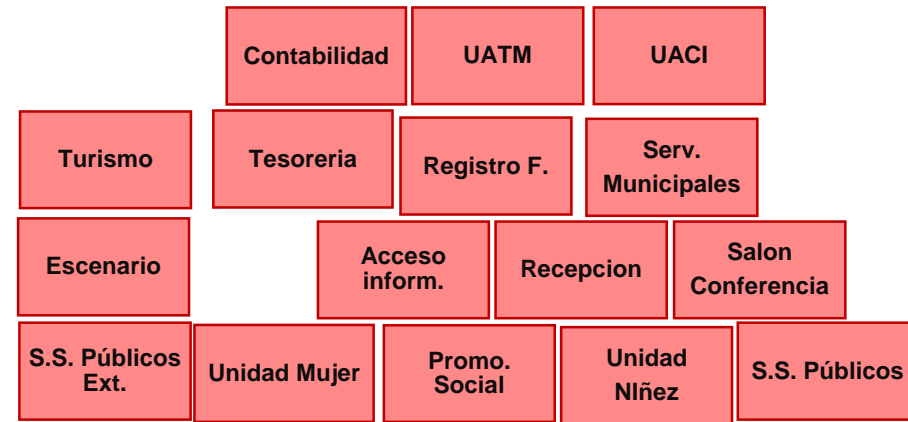 Contabilidad
UATM
UACI
Turismo
Tesoreria
Registro F.
Serv.
Municipales
Escenario
Acceso
inform.
Recepcion
Salon
Conferencia
S.S. Públicos
Ext.
Unidad Mujer
Promo.
Social
Unidad
NIñez
S.S. Públicos